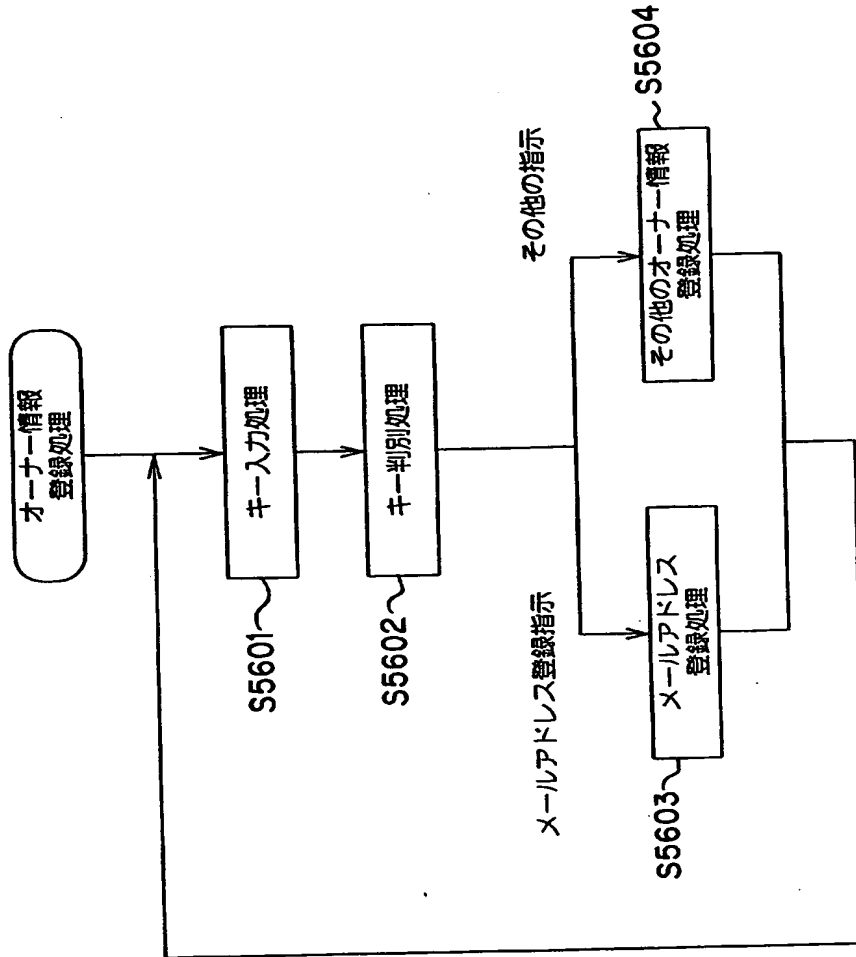 オーナー情報
登録処理
キー入力処理
S5601
キー判別処理
S5602
メールアドレス登録指示
その他の指示
メールアドレス
登録処理
S5603
その他のオーナー情報
登録処理
S5604